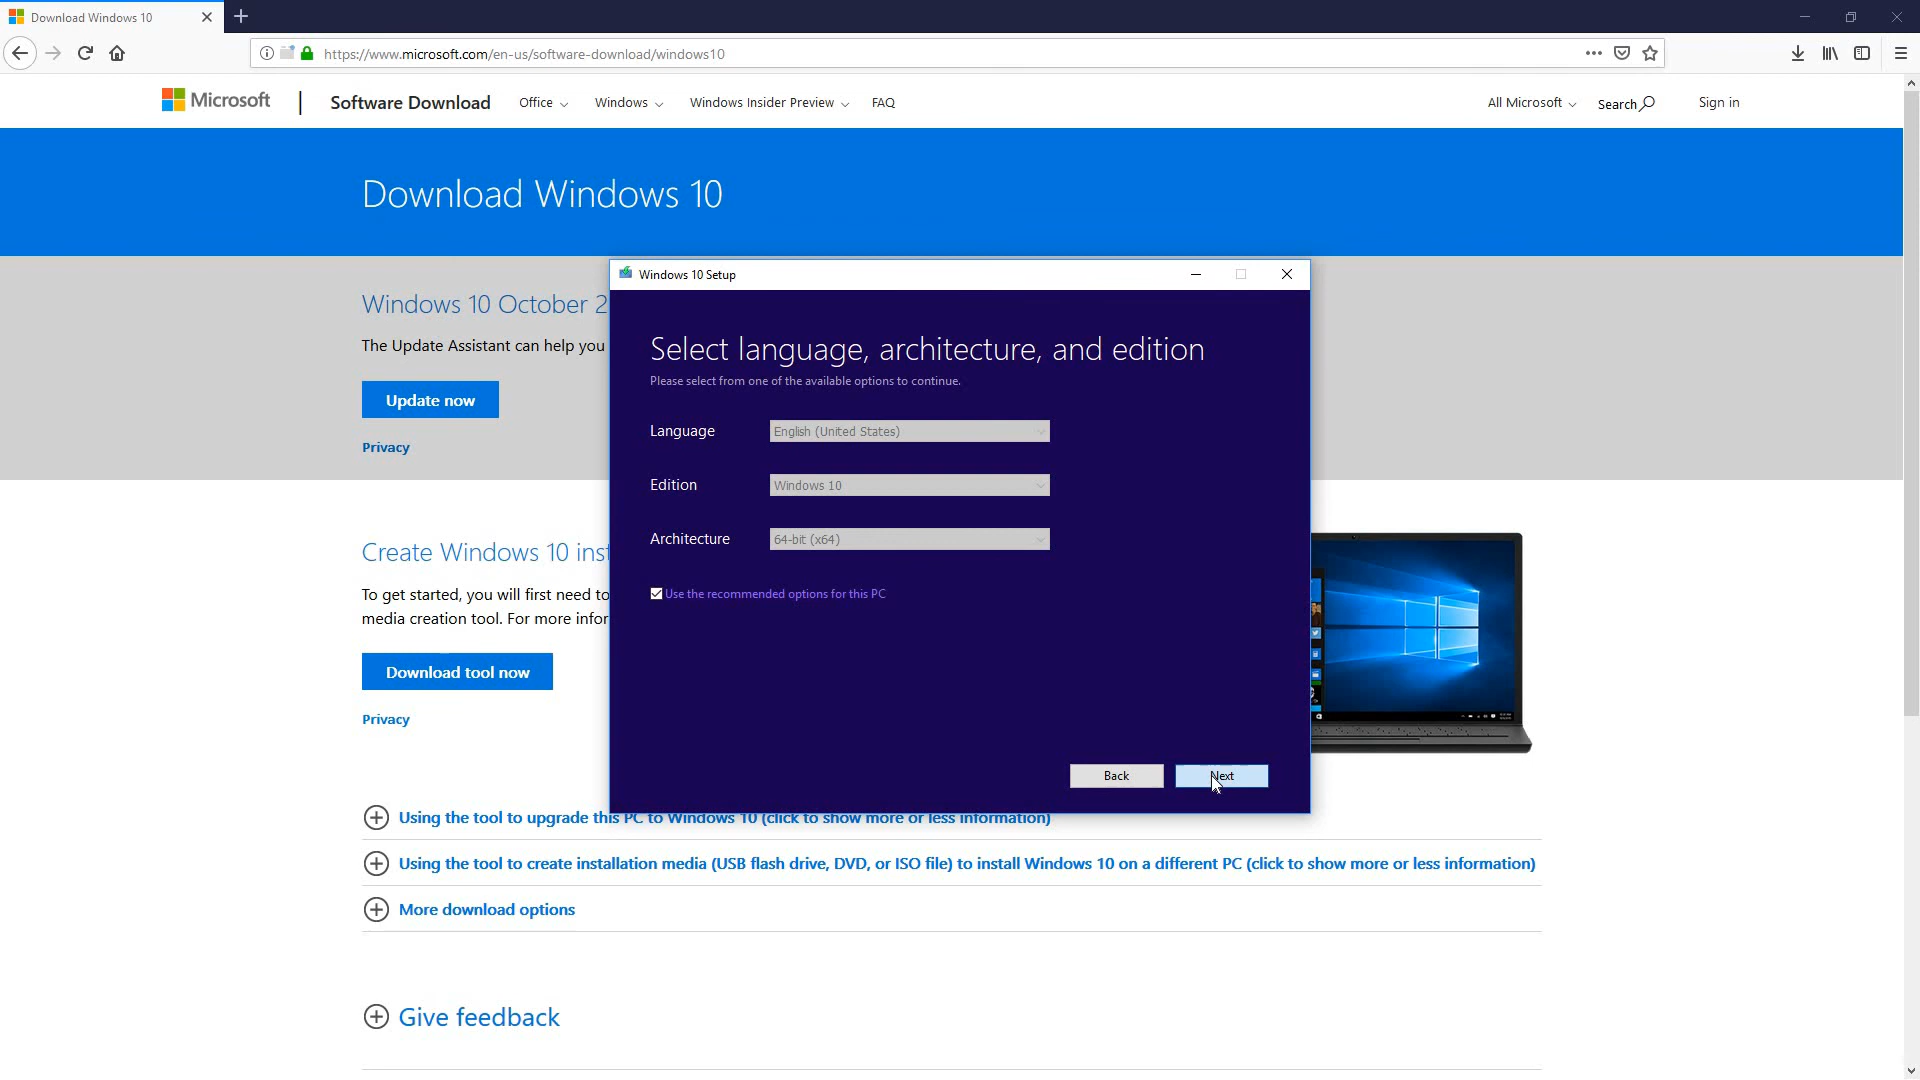 Download Windows 10
https://www.microsoft.com/en-us/software-download/windows10
Microsoft | Software Download Office Windows Windows Insider Preview FAQ All Microsoft Search Sign in
Download Windows 10
Windows 10 October 2
The Update Assistant can help you
Update now
Privacy
Windows 10 Setup
Select language, architecture, and edition
Please select from one of the available options to continue.
Language English (United States)
Edition Windows 10
Architecture 64-bit (x64)
Use the recommended options for this PC
Back Next
Create Windows 10 inst
To get started, you will first need to
media creation tool. For more infor
Download tool now
Privacy
Using the tool to upgrade this PC to Windows 10 (click to show more or less information)
Using the tool to create installation media (USB flash drive, DVD, or ISO file) to install Windows 10 on a different PC (click to show more or less information)
More download options
Give feedback